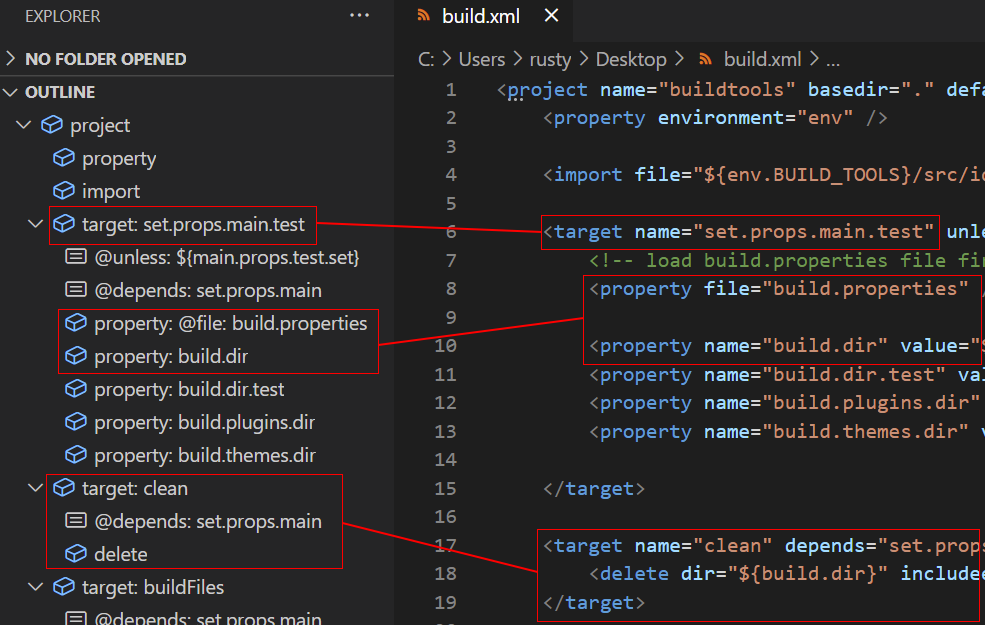 EXPLORER ...
NO FOLDER OPENED
OUTLINE
project
property
import
target: set.props.main.test
@unless: ${main.props.test.set}
@depends: set.props.main
property: @file: build.properties
property: build.dir
property: build.dir.test
property: build.plugins.dir
property: build.themes.dir
target: clean
@depends: set.props.main
delete
target: buildFiles
@depends: set.props.main
build.xml
C: > Users > rusty > Desktop > build.xml > ...
1 <project name="buildtools" basedir="." defa
2 <property environment="env" />
3
4 <import file="${env.BUILD_TOOLS}/src/i
5
6 <target name="set.props.main.test" unle
7 <!-- load build.properties file fi
8 <property file="build.properties" /
9
10 <property name="build.dir" value="$
11 <property name="build.dir.test" val
12 <property name="build.plugins.dir"
13 <property name="build.themes.dir" v
14
15 </target>
16
17 <target name="clean" depends="set.props
18 <delete dir="${build.dir}" include
19 </target>